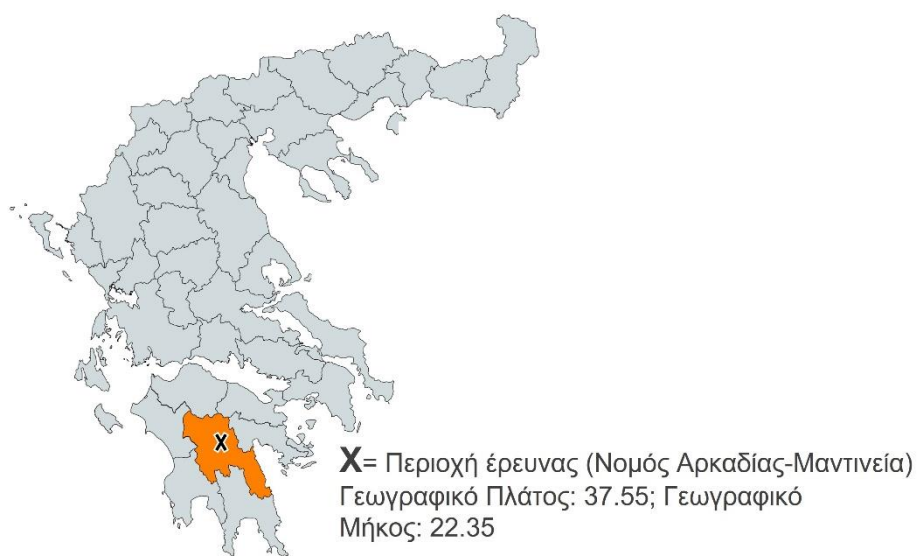 X
X= Περιοχή έρευνας (Νομός Αρκαδίας-Μαντινεία)
Γεωγραφικό Πλάτος: 37.55; Γεωγραφικό
Μήκος: 22.35